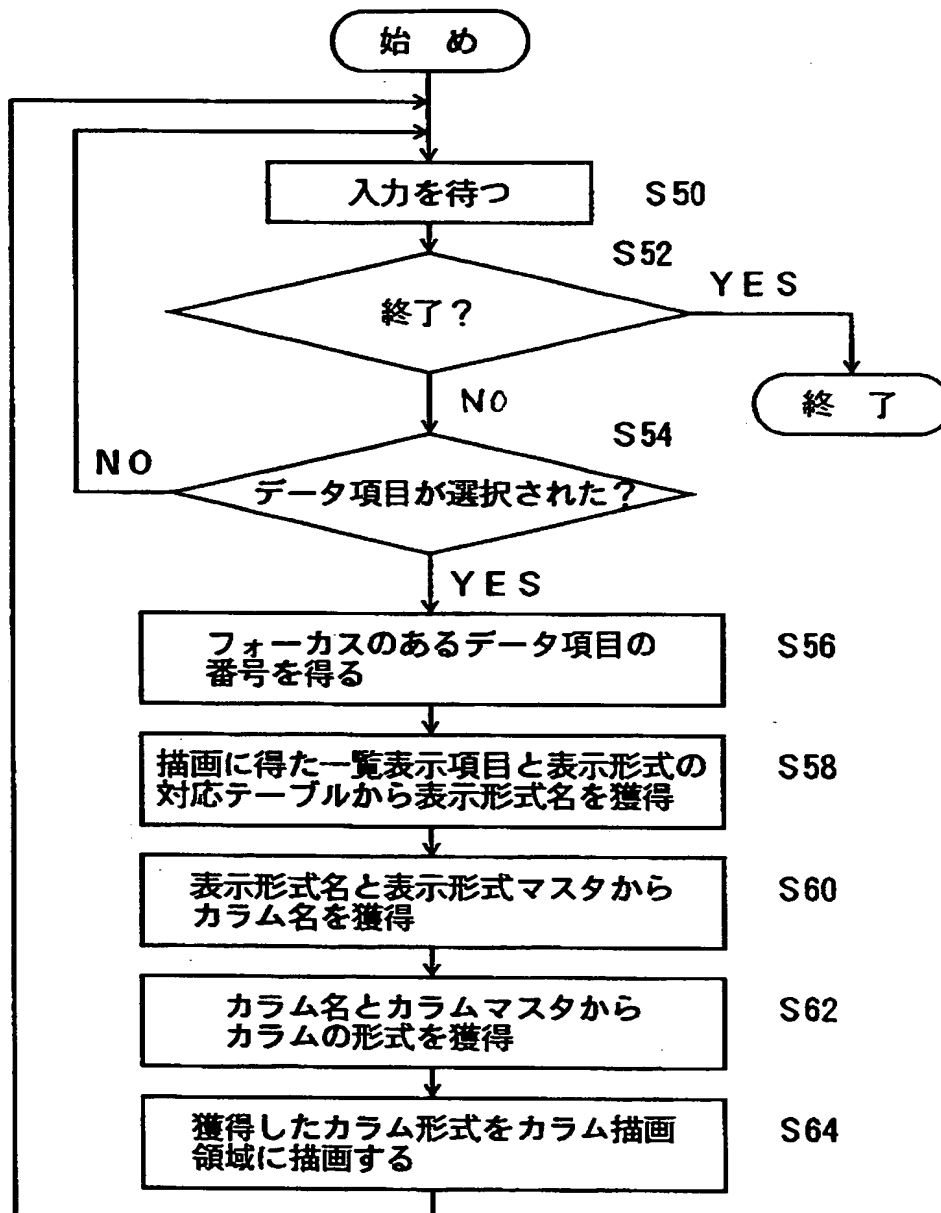 始め
入力を待つ
S50
S52
終了?
YES
終了
NO
S54
NO
データ項目が選択された?
YES
フォーカスのあるデータ項目の
番号を得る
S56
描画に得た一覧表示項目と表示形式の
対応テーブルから表示形式名を獲得
S58
表示形式名と表示形式マスタから
カラム名を獲得
S60
カラム名とカラムマスタから
カラムの形式を獲得
S62
獲得したカラム形式をカラム描画
領域に描画する
S64